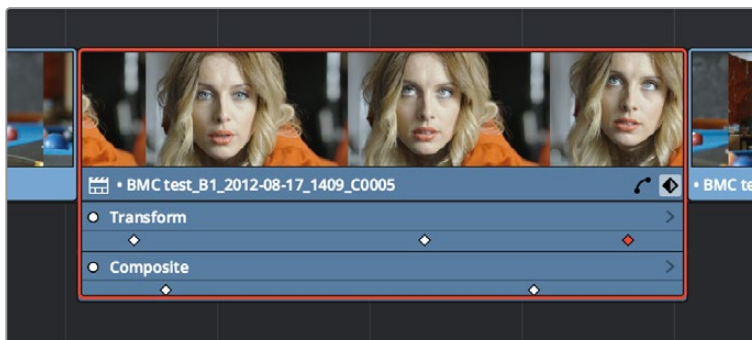 • BMC test_B1_2012-08-17_1409_C0005
• BMC te
Transform
Composite